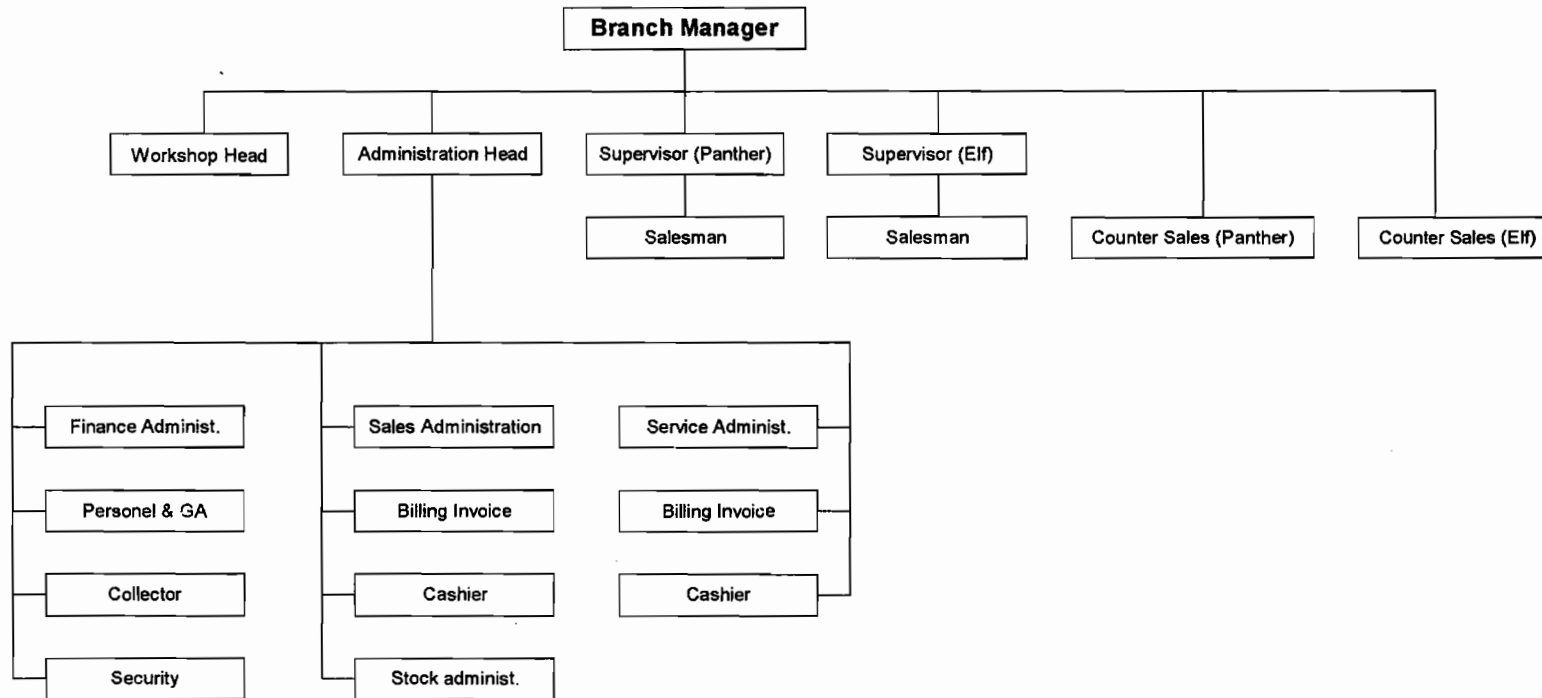 Branch Manager
Workshop Head
Administration Head
Supervisor (Panther)
Supervisor (Elf)
Salesman
Salesman
Counter Sales (Panther)
Counter Sales (Elf)
Finance Administ.
Sales Administration
Service Administ.
Personel & GA
Billing Invoice
Billing Invoice
Collector
Cashier
Cashier
Security
Stock administ.